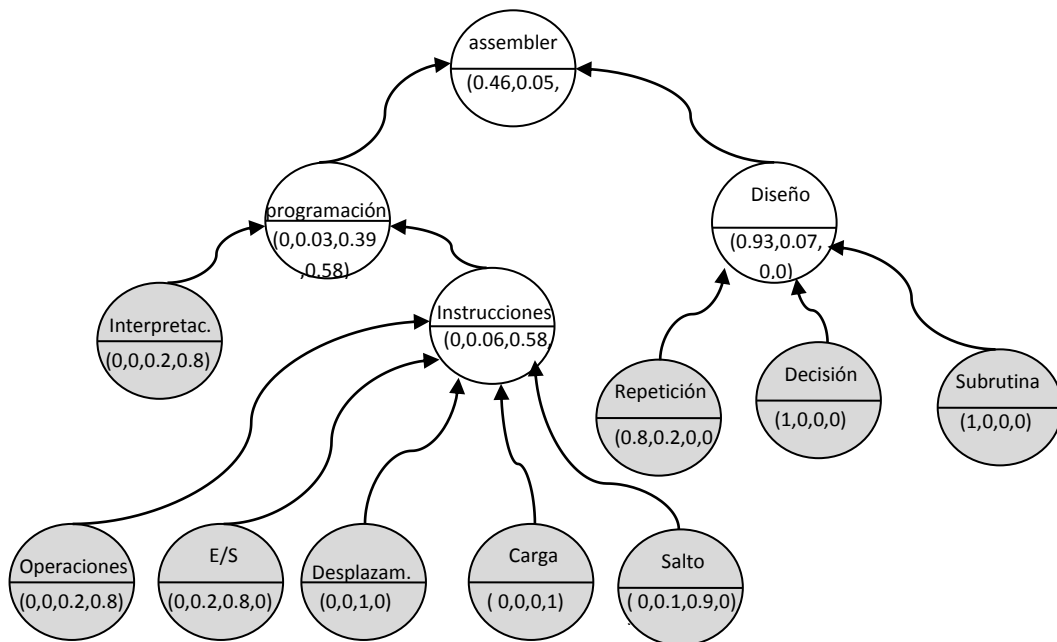 assembler
(0.46,0.05,
programación
(0,0.03,0.39
,0.58)
Diseño
(0.93,0.07,
0,0)
Interpretac.
(0,0,0.2,0.8)
Instrucciones
(0,0.06,0.58,
Repetición
(0.8,0.2,0,0
Decisión
(1,0,0,0)
Subrutina
(1,0,0,0)
Operaciones
(0,0,0.2,0.8)
E/S
(0,0.2,0.8,0)
Desplazam.
(0,0,1,0)
Carga
( 0,0,0,1)
Salto
( 0,0.1,0.9,0)